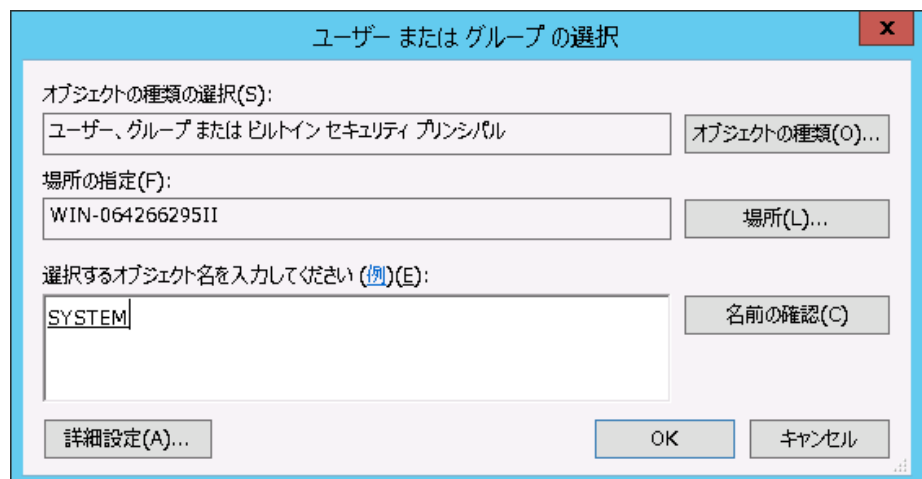 ユーザー または グループ の選択
x
オブジェクトの種類の選択(S):
ユーザー、グループ または ビルトイン セキュリティ プリンシパル
オブジェクトの種類(O)...
場所の指定(F):
WIN-064266295II
場所(L)...
選択するオブジェクト名を入力してください (例)(E):
SYSTEM
名前の確認(C)
詳細設定(A)...
OK
キャンセル